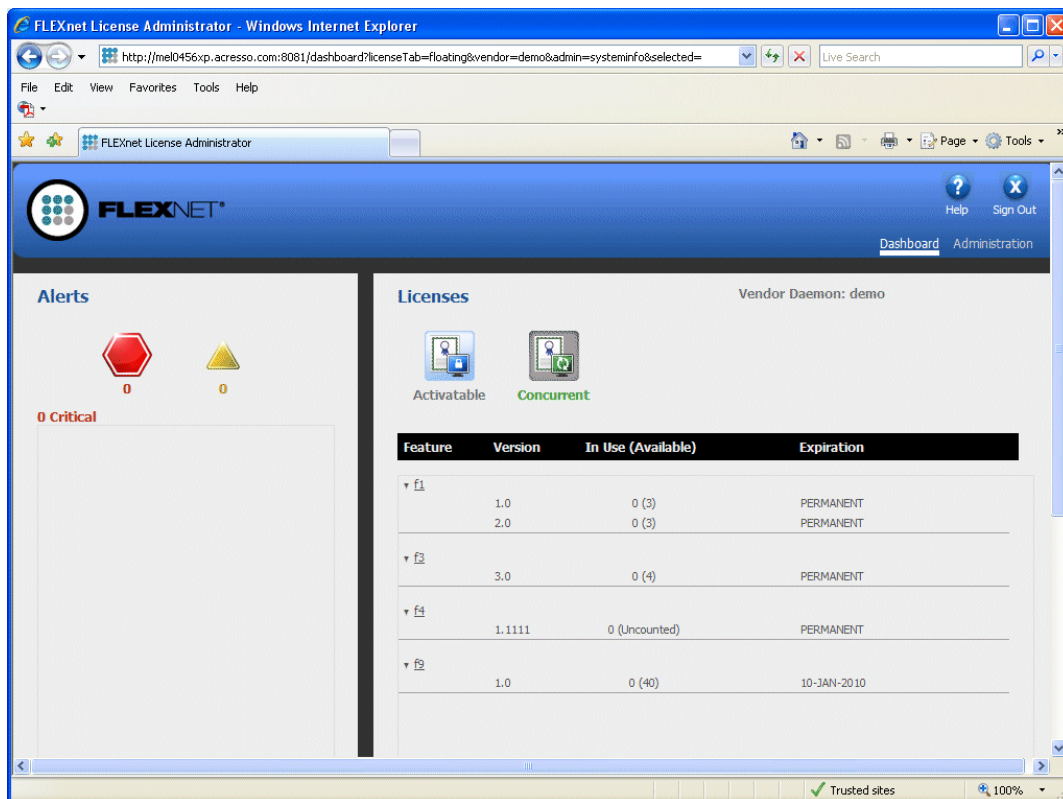 FLEXnet License Administrator - Windows Internet Explorer
http://mel0456xp.acresso.com:8081/dashboard?licenseTab=floating&vendor=demo&admin=systeminfo&selected=
Live Search
File Edit View Favorites Tools Help
FLEXnet License Administrator
Page Tools
FLEXNET®
Help Sign Out
Dashboard Administration
Alerts
0 0
0 Critical
Licenses Vendor Daemon: demo
Activatable Concurrent
Feature Version In Use (Available) Expiration
f1
1.0 0 (3) PERMANENT
2.0 0 (3) PERMANENT
f3
3.0 0 (4) PERMANENT
f4
1.1111 0 (Uncounted) PERMANENT
f9
1.0 0 (40) 10-JAN-2010
Trusted sites 100%